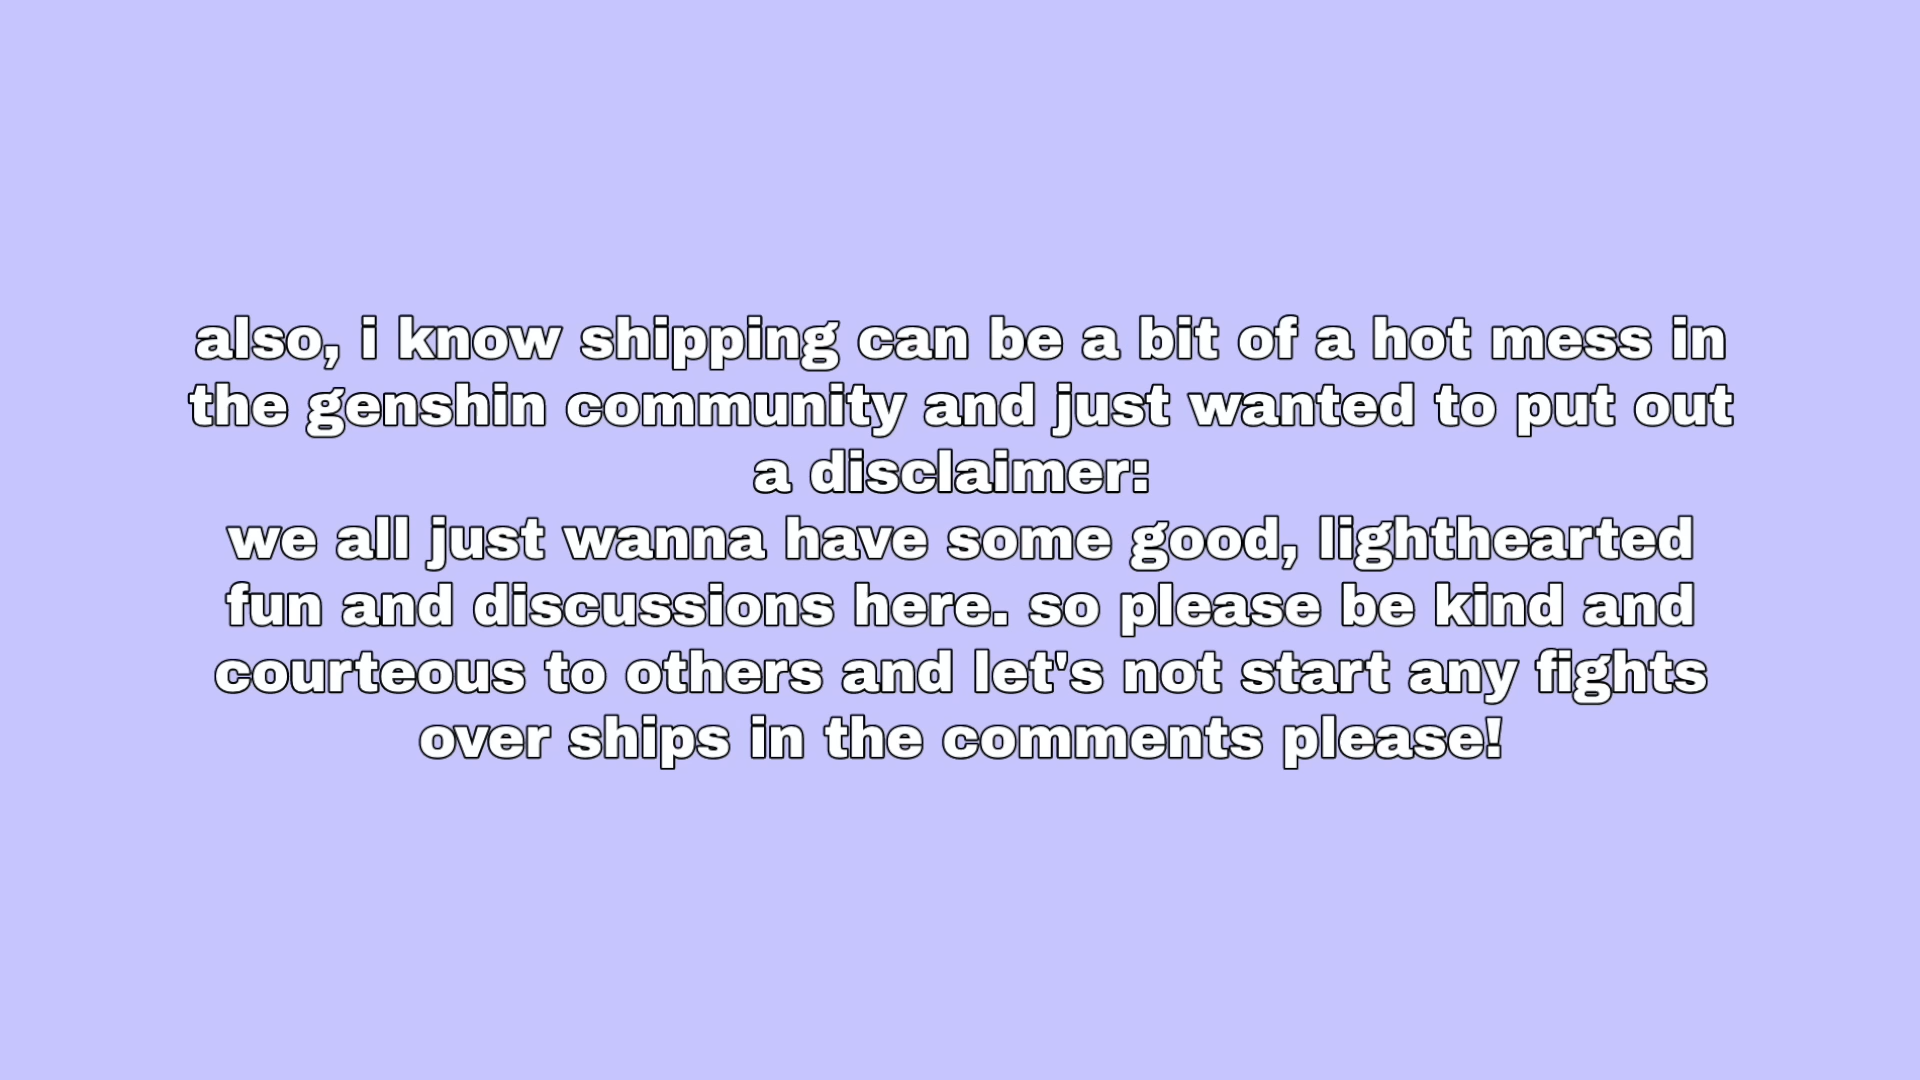 also, i know shipping can be a bit of a hot mess in
the genshin community and just wanted to put out
a disclaimer:
we all just wanna have some good, lighthearted
fun and discussions here. so please be kind and
courteous to others and let's not start any fights
over ships in the comments please!